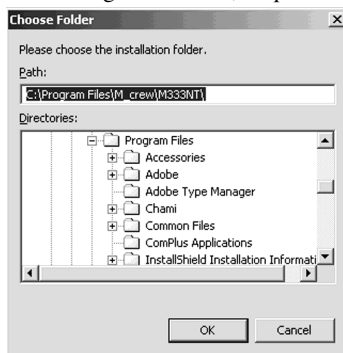 Choose Folder
Please choose the installation folder.
Path:
C:\Program Files\M_crew\M333NT\
Directories:
Program Files
Accessories
Adobe
Adobe Type Manager
Chami
Common Files
ComPlus Applications
InstallShield Installation Informati
OK Cancel